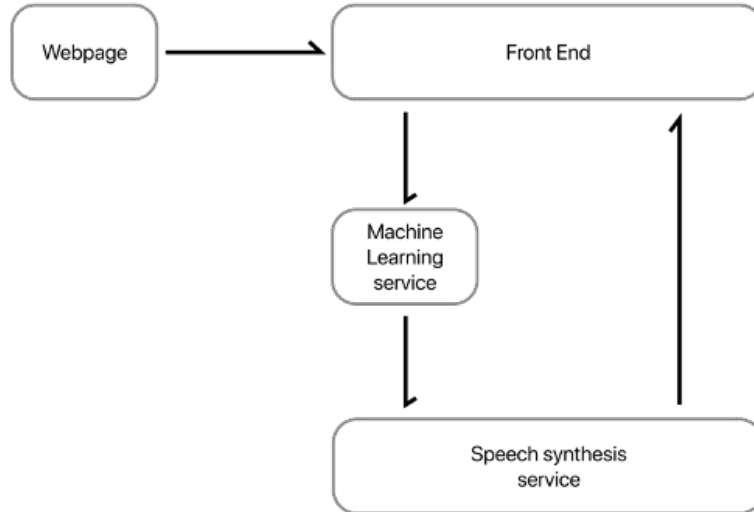 Webpage
Front End
Machine
Learning
service
Speech synthesis
service